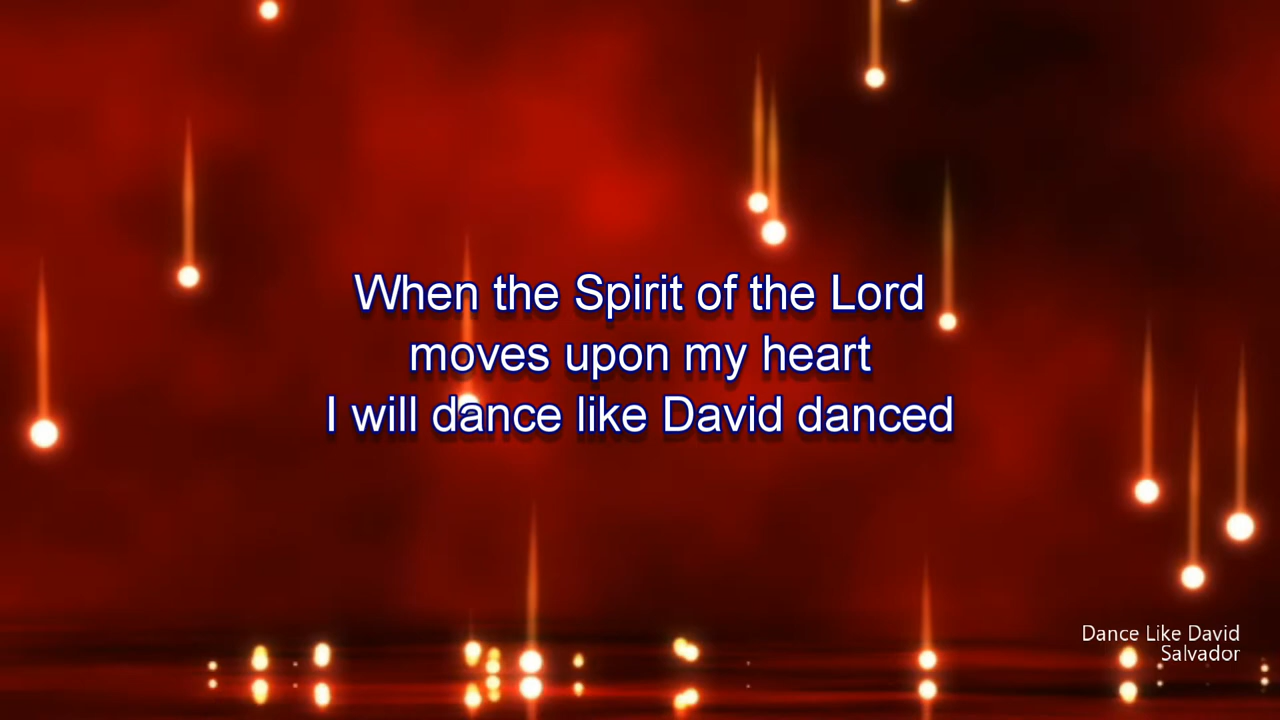 When the Spirit of the Lord
moves upon my heart
I will dance like David danced
Dance Like David
Salvador